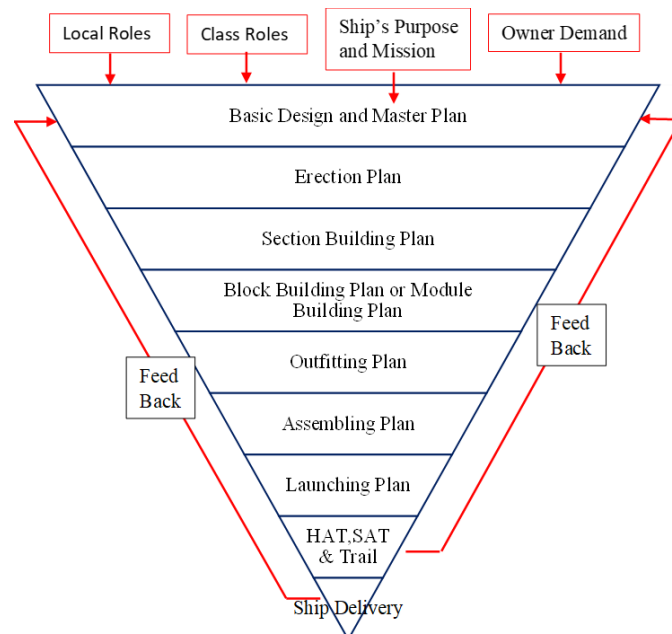 Local Roles
Class Roles
Ship's Purpose
and Mission
Owner Demand
Basic Design and Master Plan
Erection Plan
Section Building Plan
Block Building Plan or Module
Building Plan
Feed
Back
Outfitting Plan
Feed
Back
Assembling Plan
Launching Plan
HAT,SAT
& Trail
Ship Delivery